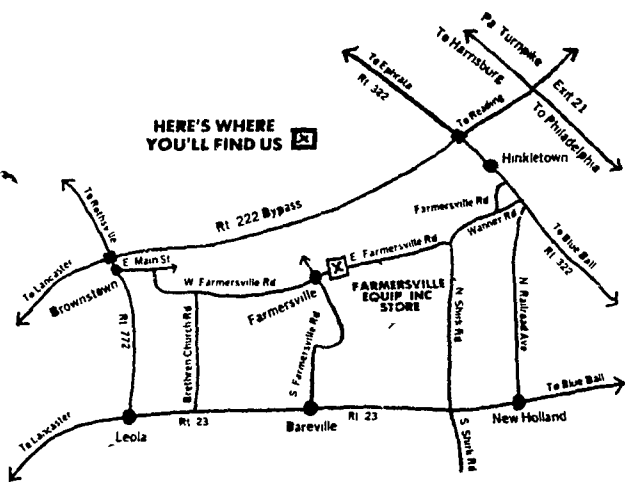 Pa Turnpike
To Harrisburg
Exit 21
To Philadelphia
To Ephrata
Rt 322
To Reading
HERE'S WHERE
YOU'LL FIND US
Hinkletown
To Rothsville
Rt 222 Bypass
Farmersville Rd
Wanner Rd
To Blue Ball
Rt 322
E Main St
E Farmersville Rd
To Lancaster
Brownstown
W Farmersville Rd
Farmersville
FARMERSVILLE
EQUIP INC
STORE
Rt 772
Brethren Church Rd
S Farmersville Rd
N Shirk Rd
N Railroad Ave
To Blue Ball
To Lancaster
Leola
Rt 23
Bareville
Rt 23
New Holland
S Shirk Rd